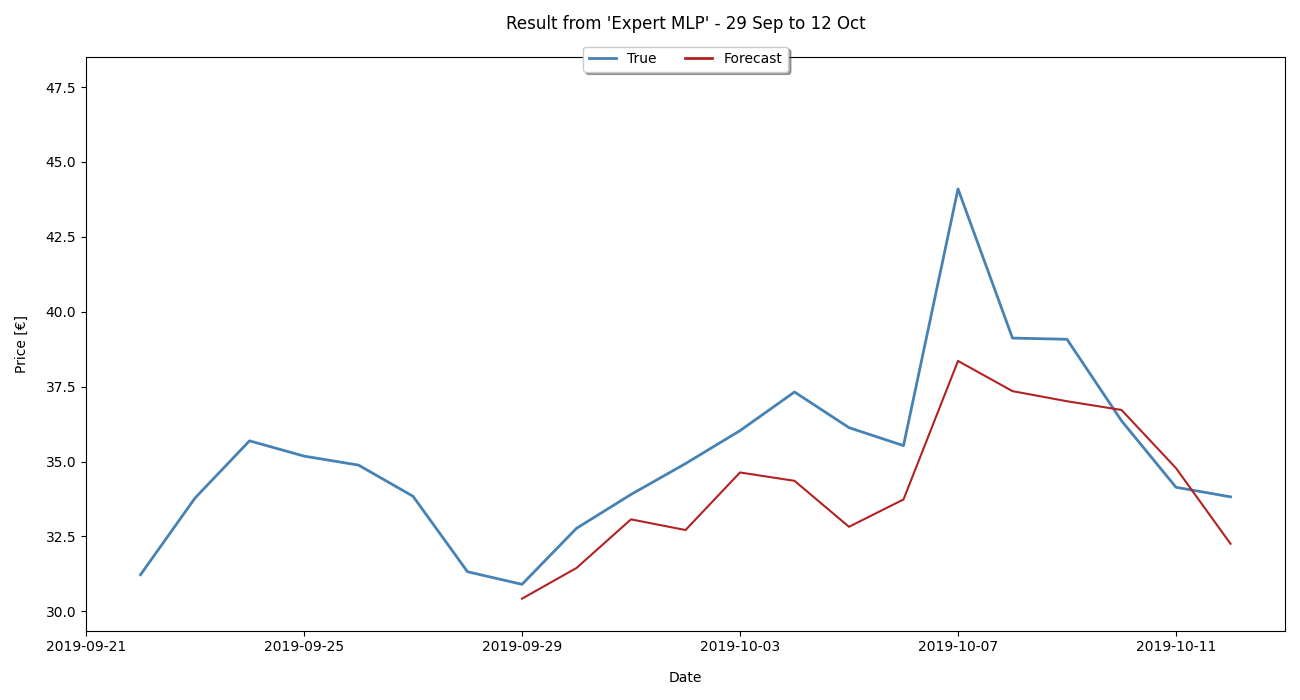 Result from 'Expert MLP' - 29 Sep to 12 Oct
True Forecast
47.5
45.0
42.5
40.0
37.5
35.0
32.5
30.0
Price [€]
2019-09-21 2019-09-25 2019-09-29 2019-10-03 2019-10-07 2019-10-11
Date